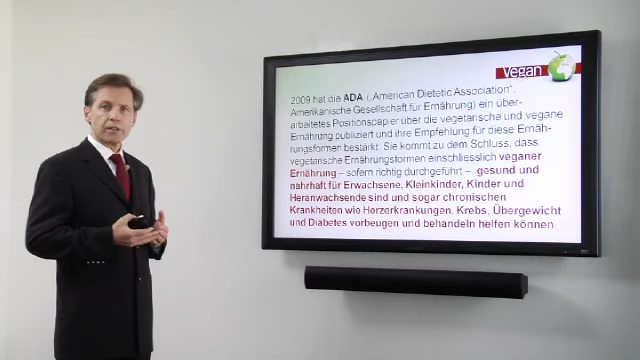 Vegan
2009 hat die ADA („American Dietetic Association“,
Amerikanische Gesellschaft für Ernährung) ein über-
arbeitetes Positionspapier über die vegetarische und vegane
Ernährung publiziert und ihre Empfehlung für diese Ernäh-
rungsformen bestärkt. Sie kommt zu dem Schluss, dass
vegetarische Ernährungsformen einschliesslich veganer
Ernährung – sofern richtig durchgeführt – gesund und
nahrhaft für Erwachsene, Kleinkinder, Kinder und
Heranwachsende sind und sogar chronischen
Krankheiten wie Herzerkrankungen, Krebs, Übergewicht
und Diabetes vorbeugen und behandeln helfen können.